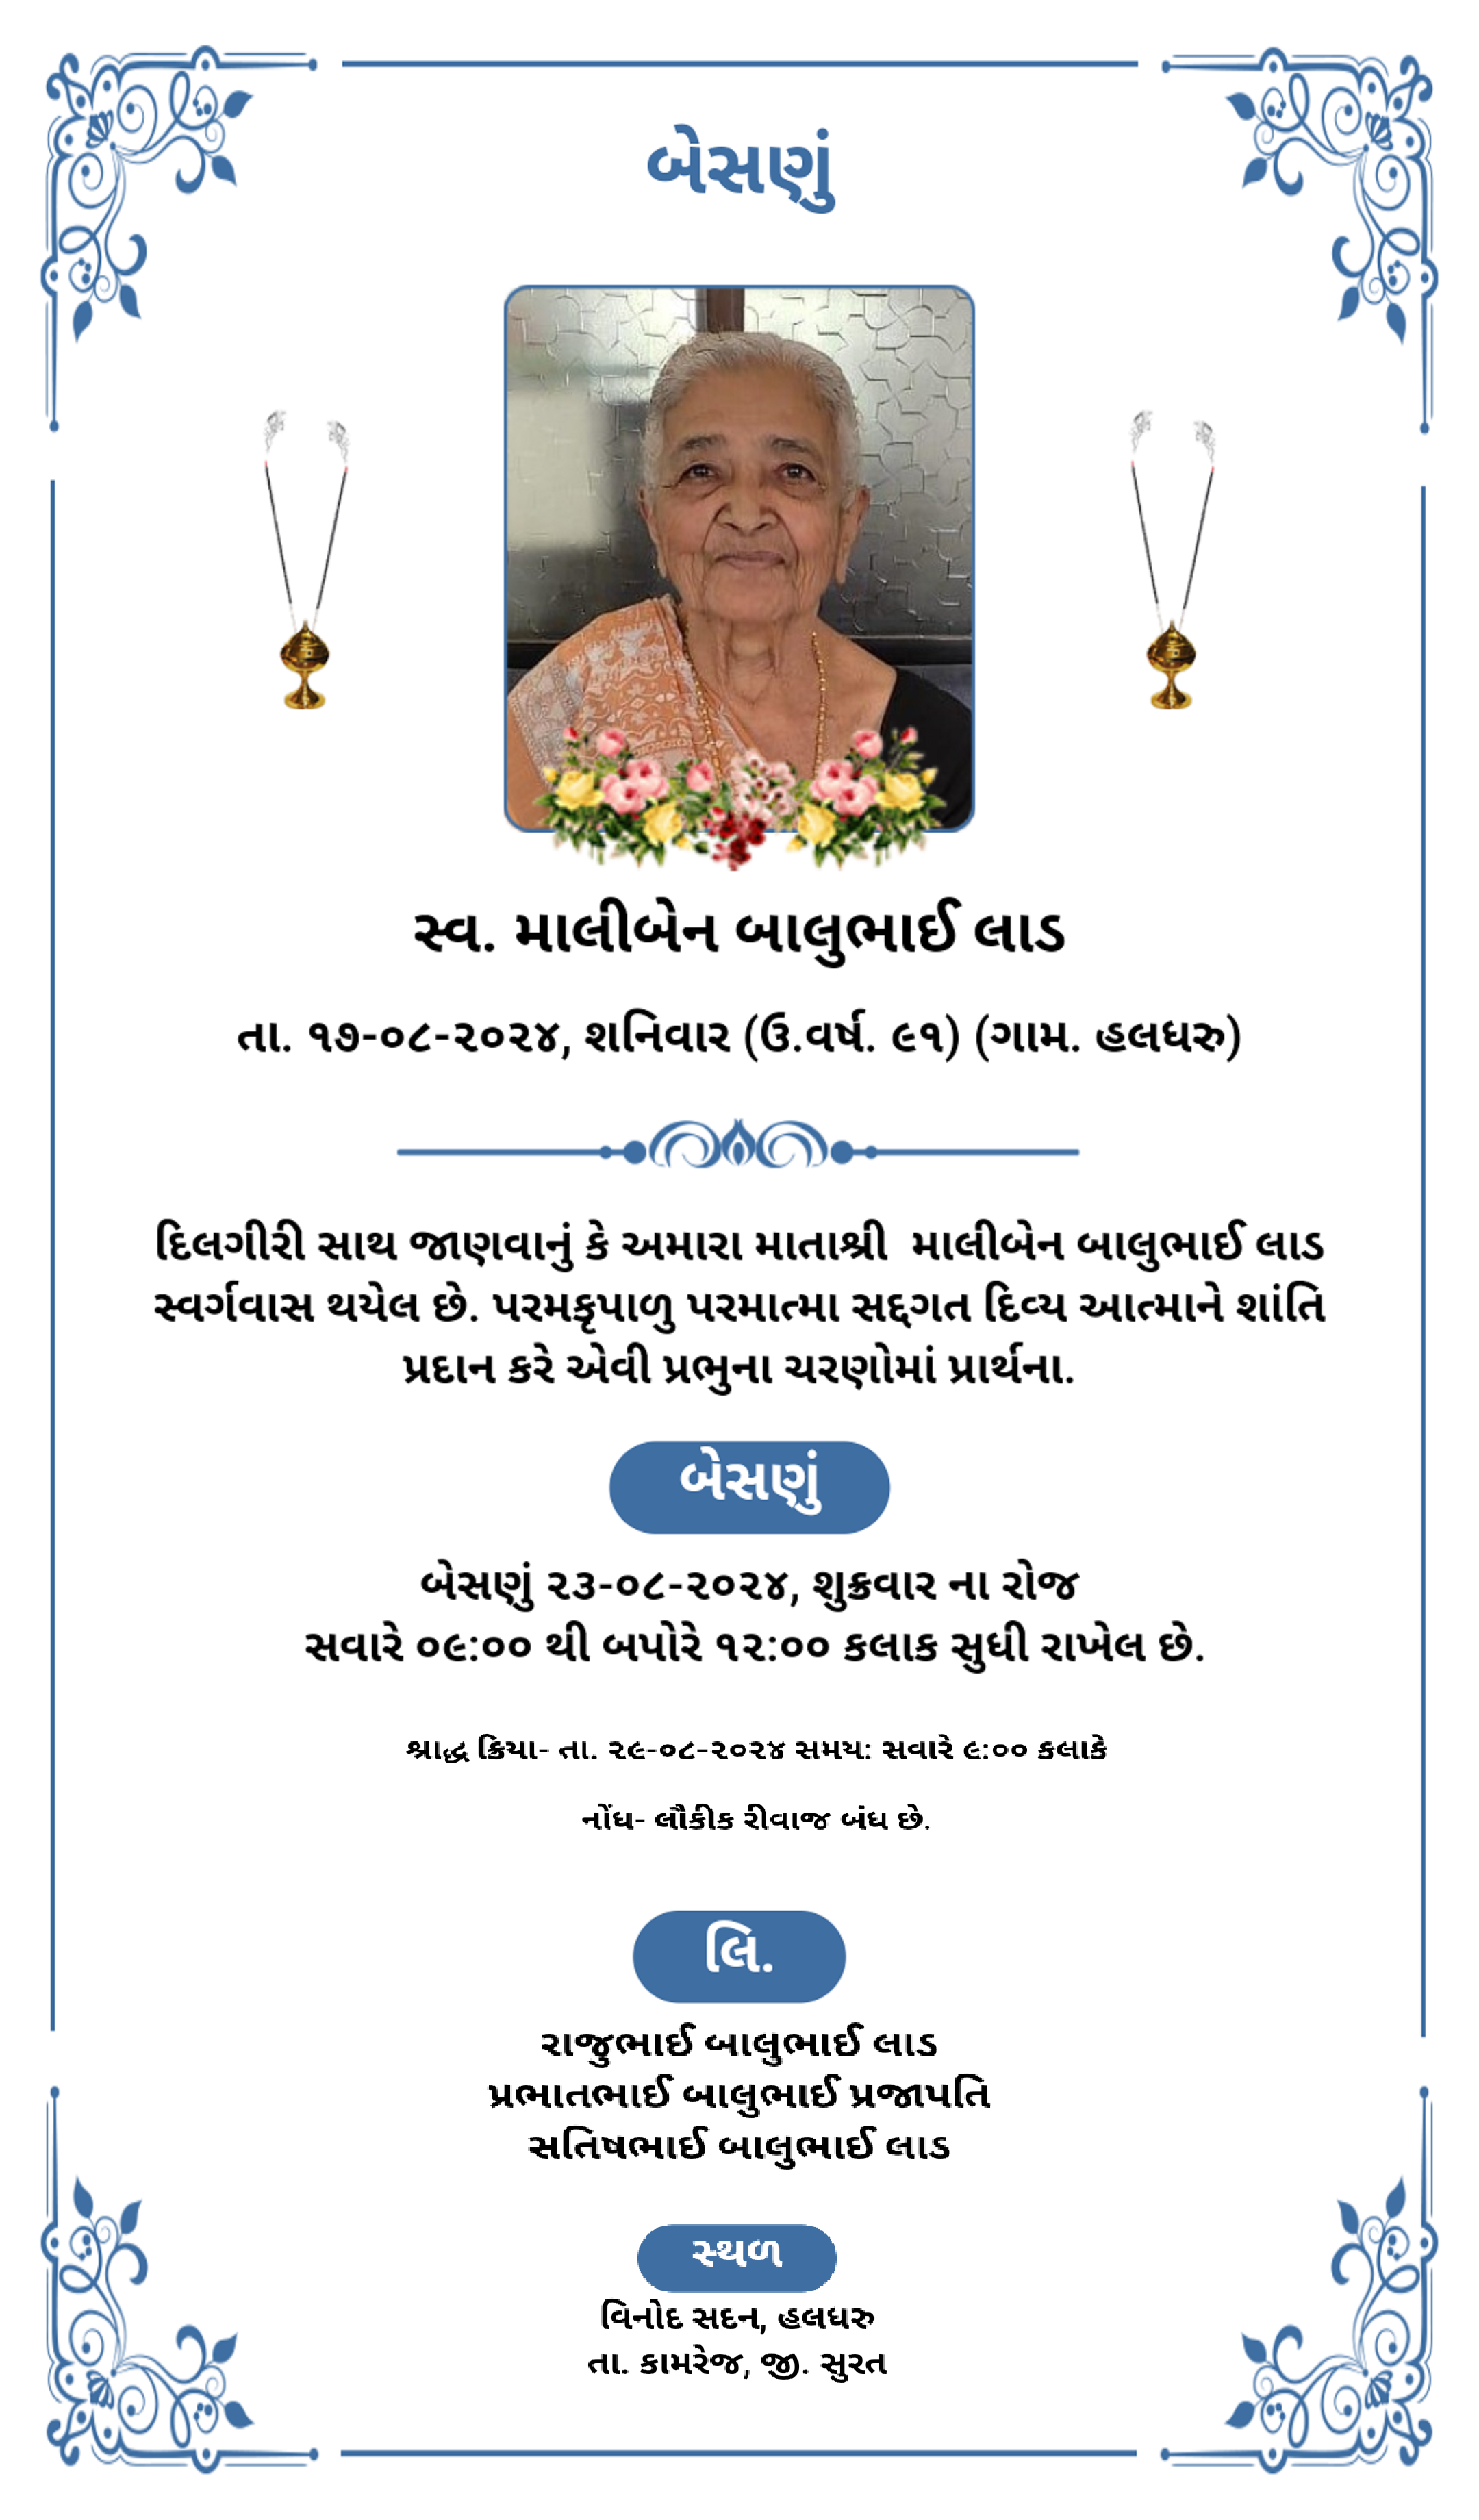 બેસણું
સ્વ. માલીબેન બાલુભાઈ લાડ
તા. ૧૭-૦૮-૨૦૨૪, શનિવાર (ઉ.વર્ષ. ૯૧) (ગામ. હલધરુ)
દિલગીરી સાથ જાણવાનું કે અમારા માતાશ્રી  માલીબેન બાલુભાઈ લાડ
સ્વર્ગવાસ થયેલ છે. પરમકૃપાળુ પરમાત્મા સદ્દગત દિવ્ય આત્માને શાંતિ
પ્રદાન કરે એવી પ્રભુના ચરણોમાં પ્રાર્થના.
બેસણું
બેસણું ૨૩-૦૮-૨૦૨૪, શુક્રવાર ના રોજ
સવારે ૦૯:૦૦ થી બપોરે ૧૨:૦૦ કલાક સુધી રાખેલ છે.
શ્રાદ્ધ ક્રિયા- તા. ૨૯-૦૮-૨૦૨૪ સમય: સવારે ૯:૦૦ કલાકે
નોંધ- લૌકીક રીવાજ બંધ છે.
લિ.
રાજુભાઈ બાલુભાઈ લાડ
પ્રભાતભાઈ બાલુભાઈ પ્રજાપતિ
સતિષભાઈ બાલુભાઈ લાડ
સ્થળ
વિનોદ સદન, હલધરુ
તા. કામરેજ, જી. સુરત